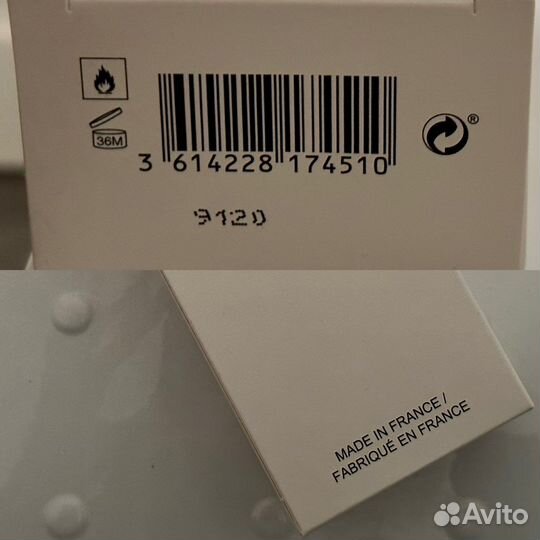 36M
3 614228 174510
9120
®
MADE IN FRANCE /
FABRIQUÉ EN FRANCE
Avito